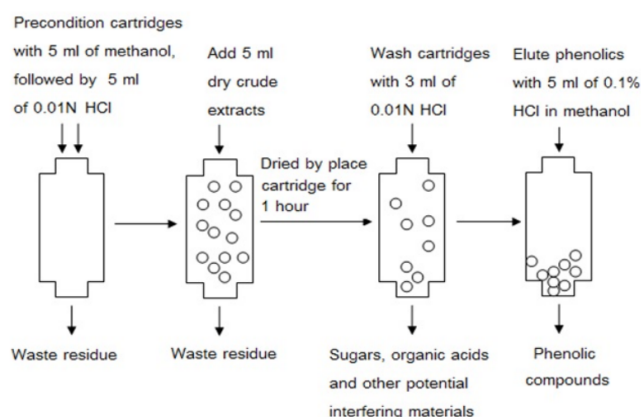 Precondition cartridges
with 5 ml of methanol,
followed by 5 ml
of 0.01N HCl
Add 5 ml
dry crude
extracts
Wash cartridges
with 3 ml of
0.01N HCl
Elute phenolics
with 5 ml of 0.1%
HCl in methanol
Dried by place
cartridge for
1 hour
Waste residue
Waste residue
Sugars, organic acids
and other potential
interfering materials
Phenolic
compounds